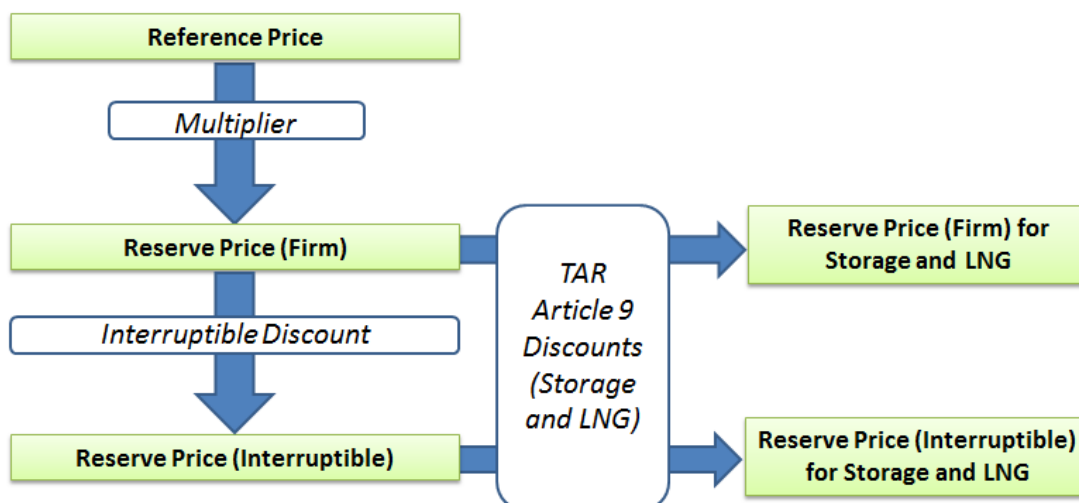 Reference Price
Multiplier
Reserve Price (Firm)
Interruptible Discount
Reserve Price (Interruptible)
TAR
Article 9
Discounts
(Storage
and LNG)
Reserve Price (Firm) for
Storage and LNG
Reserve Price (Interruptible)
for Storage and LNG